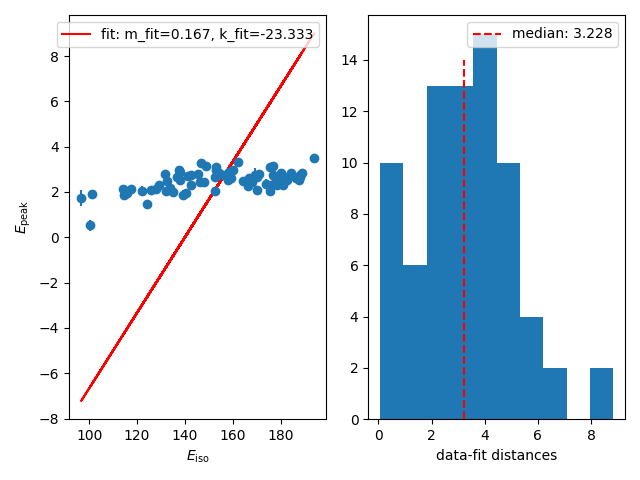 fit: m_fit=0.167, k_fit=-23.333
8
6
4
2
0
−2
−4
−6
−8
E_peak
100 120 140 160 180
E_iso
median: 3.228
14
12
10
8
6
4
2
0
0 2 4 6 8
data-fit distances